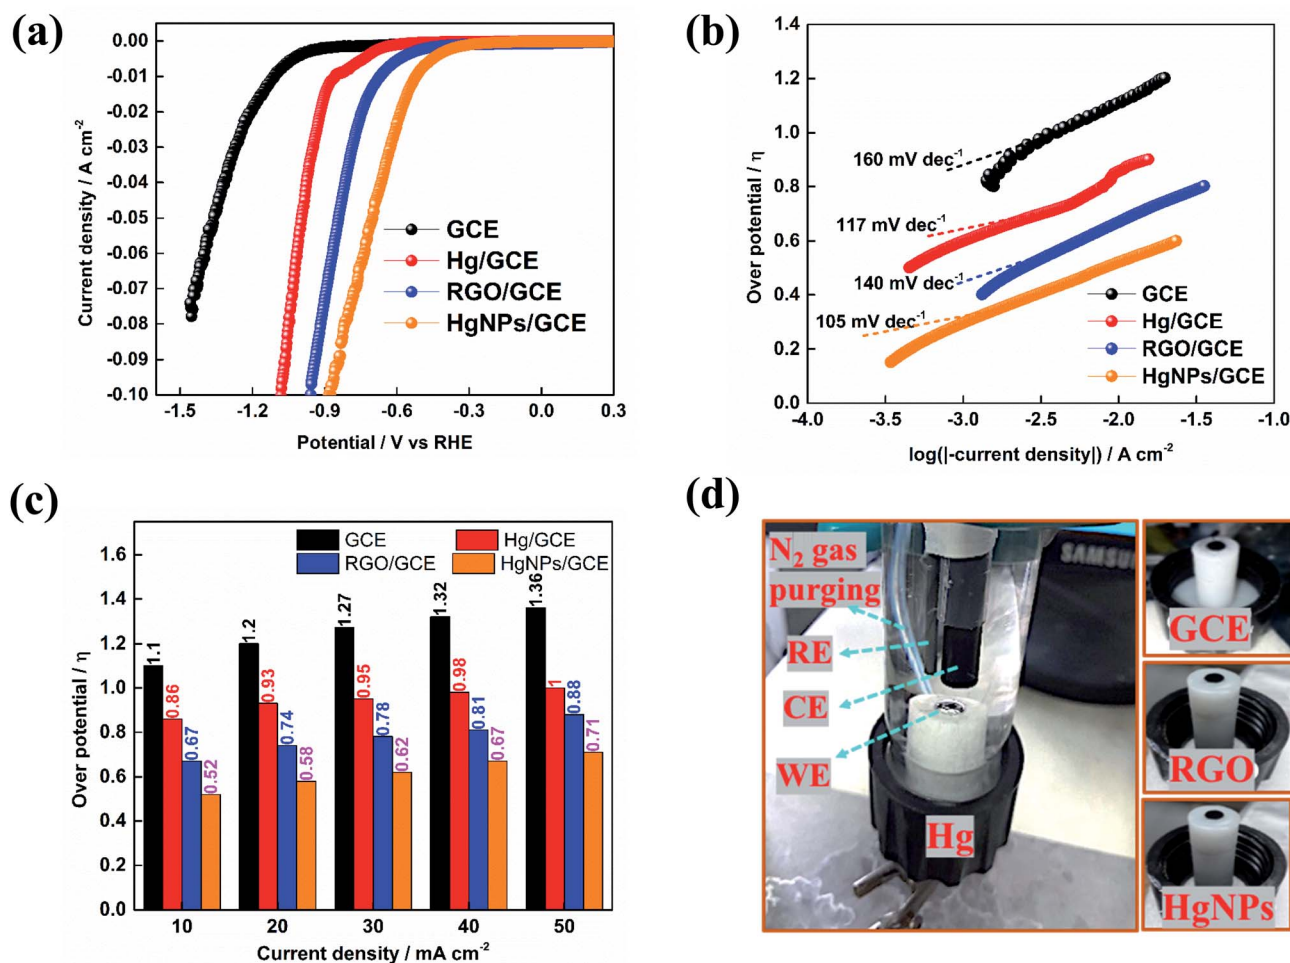 (a)
0.00
-0.01
-0.02
-0.03
-0.04
-0.05
-0.06
-0.07
-0.08
-0.09
-0.10
Current density / A cm⁻²
GCE
Hg/GCE
RGO/GCE
HgNPs/GCE
-1.5 -1.2 -0.9 -0.6 -0.3 0.0 0.3
Potential / V vs RHE
(b)
1.4
1.2
1.0
0.8
0.6
0.4
0.2
0.0
Over potential / η
160 mV dec⁻¹
117 mV dec⁻¹
140 mV dec⁻¹
105 mV dec⁻¹
GCE
Hg/GCE
RGO/GCE
HgNPs/GCE
-4.0 -3.5 -3.0 -2.5 -2.0 -1.5 -1.0
log(|-current density|) / A cm⁻²
(c)
1.6
1.4
1.2
1.0
0.8
0.6
0.4
0.2
0.0
Over potential / η
GCE Hg/GCE
RGO/GCE HgNPs/GCE
1.1 0.86 0.67 0.52
1.2 0.93 0.74 0.58
1.27 0.95 0.78 0.62
1.32 0.98 0.81 0.67
1.36 1 0.88 0.71
10 20 30 40 50
Current density / mA cm⁻²
(d)
N₂ gas
purging
RE
CE
WE
Hg
SAMSUNG
GCE
RGO
HgNPs